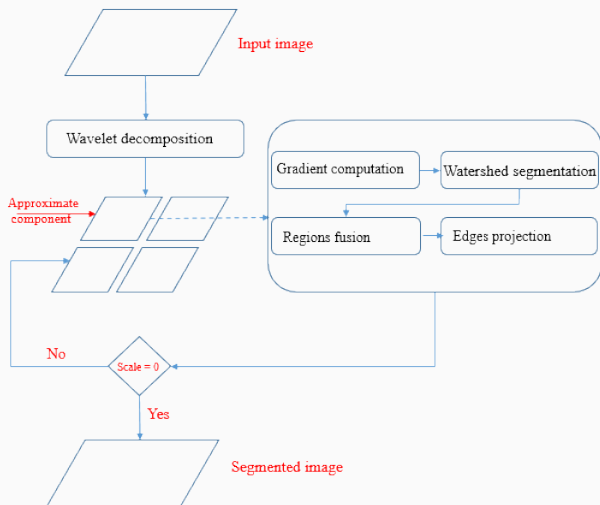 Input image
Wavelet decomposition
Gradient computation
Watershed segmentation
Approximate
component
Regions fusion
Edges projection
No
Scale = 0
Yes
Segmented image